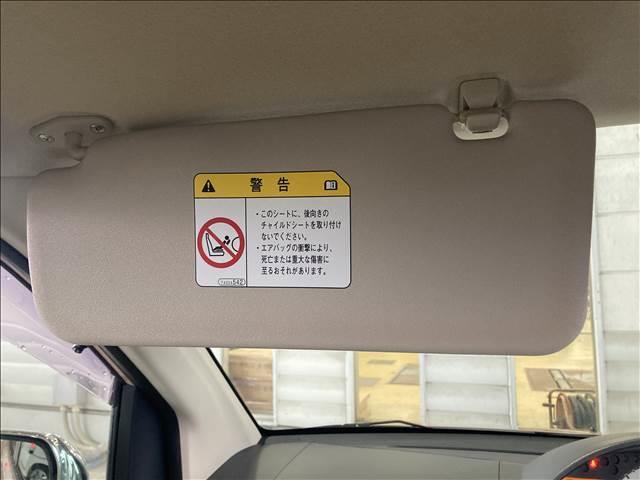 警告
・このシートに、後向きの
チャイルドシートを取り付け
ないでください。
・エアバッグの衝撃により、
死亡または重大な傷害に
至るおそれがあります。